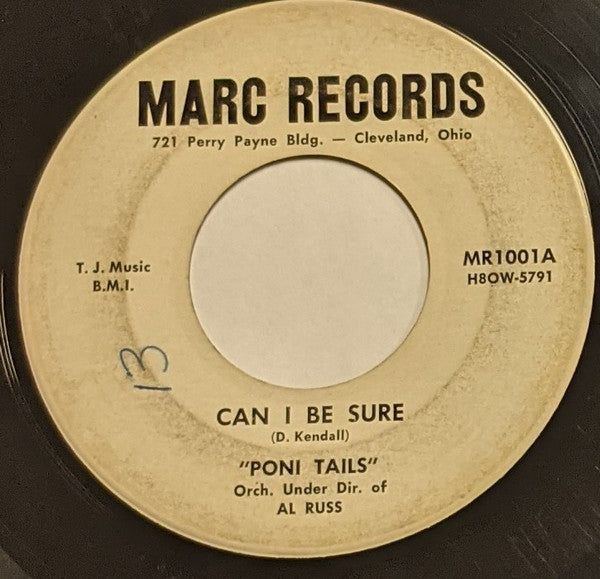 MARC RECORDS
721 Perry Payne Bldg. — Cleveland, Ohio
T. J. Music
B.M.I.
MR1001A
H8OW-5791
13
CAN I BE SURE
(D. Kendall)
"PONI TAILS"
Orch. Under Dir. of
AL RUSS